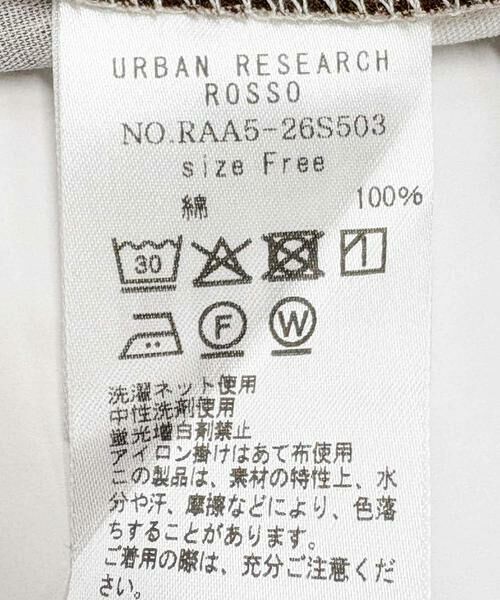 URBAN RESEARCH
ROSSO
NO.RAA5-26S503
size Free
綿 100%
30
F W
洗濯ネット使用
中性洗剤使用
蛍光増白剤禁止
アイロン掛けはあて布使用
この製品は、素材の特性上、水
分や汗、摩擦などにより、色落
ちすることがあります。
ご着用の際は、充分ご注意くだ
さい。